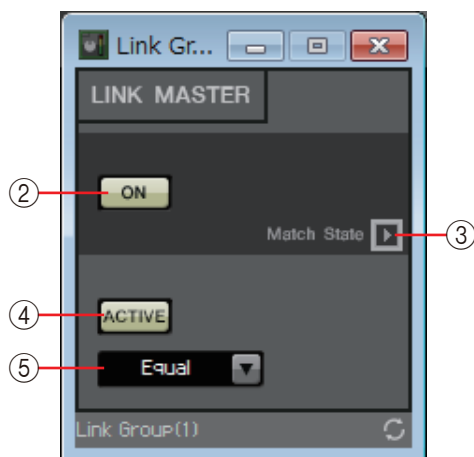 Link Gr...
LINK MASTER
② ON
Match State ③
④ ACTIVE
⑤ Equal
Link Group(1)